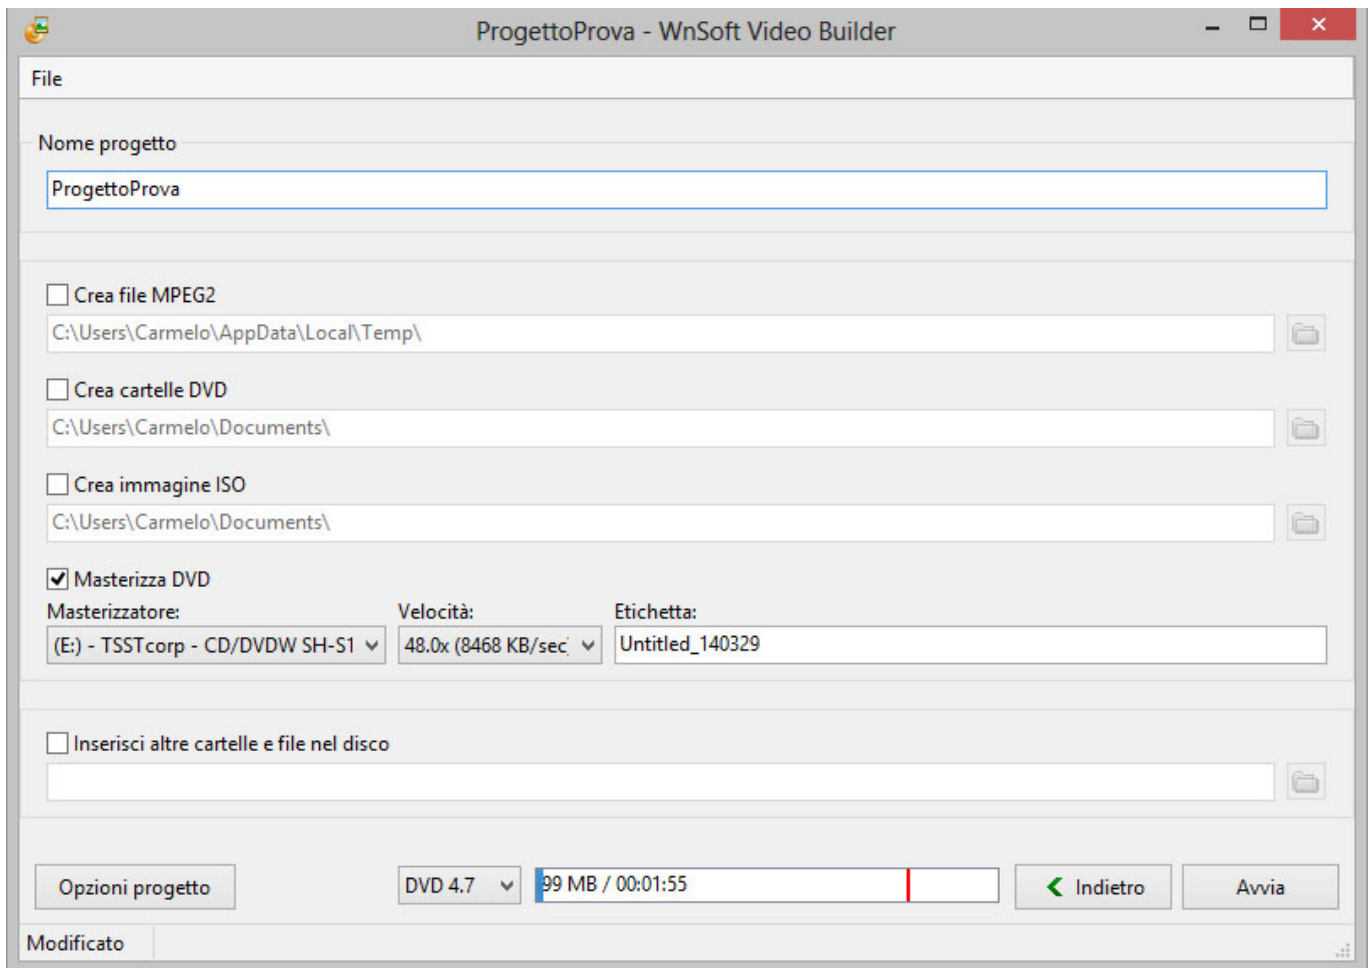 ProgettoProva - WnSoft Video Builder
File
Nome progetto
ProgettoProva
Crea file MPEG2
C:\Users\Carmelo\AppData\Local\Temp\
Crea cartelle DVD
C:\Users\Carmelo\Documents\
Crea immagine ISO
C:\Users\Carmelo\Documents\
Masterizza DVD
Masterizzatore: Velocità: Etichetta:
(E:) - TSSTcorp - CD/DVDW SH-S1 48.0x (8468 KB/sec) Untitled_140329
Inserisci altre cartelle e file nel disco
Opzioni progetto DVD 4.7 99 MB / 00:01:55 Indietro Avvia
Modificato